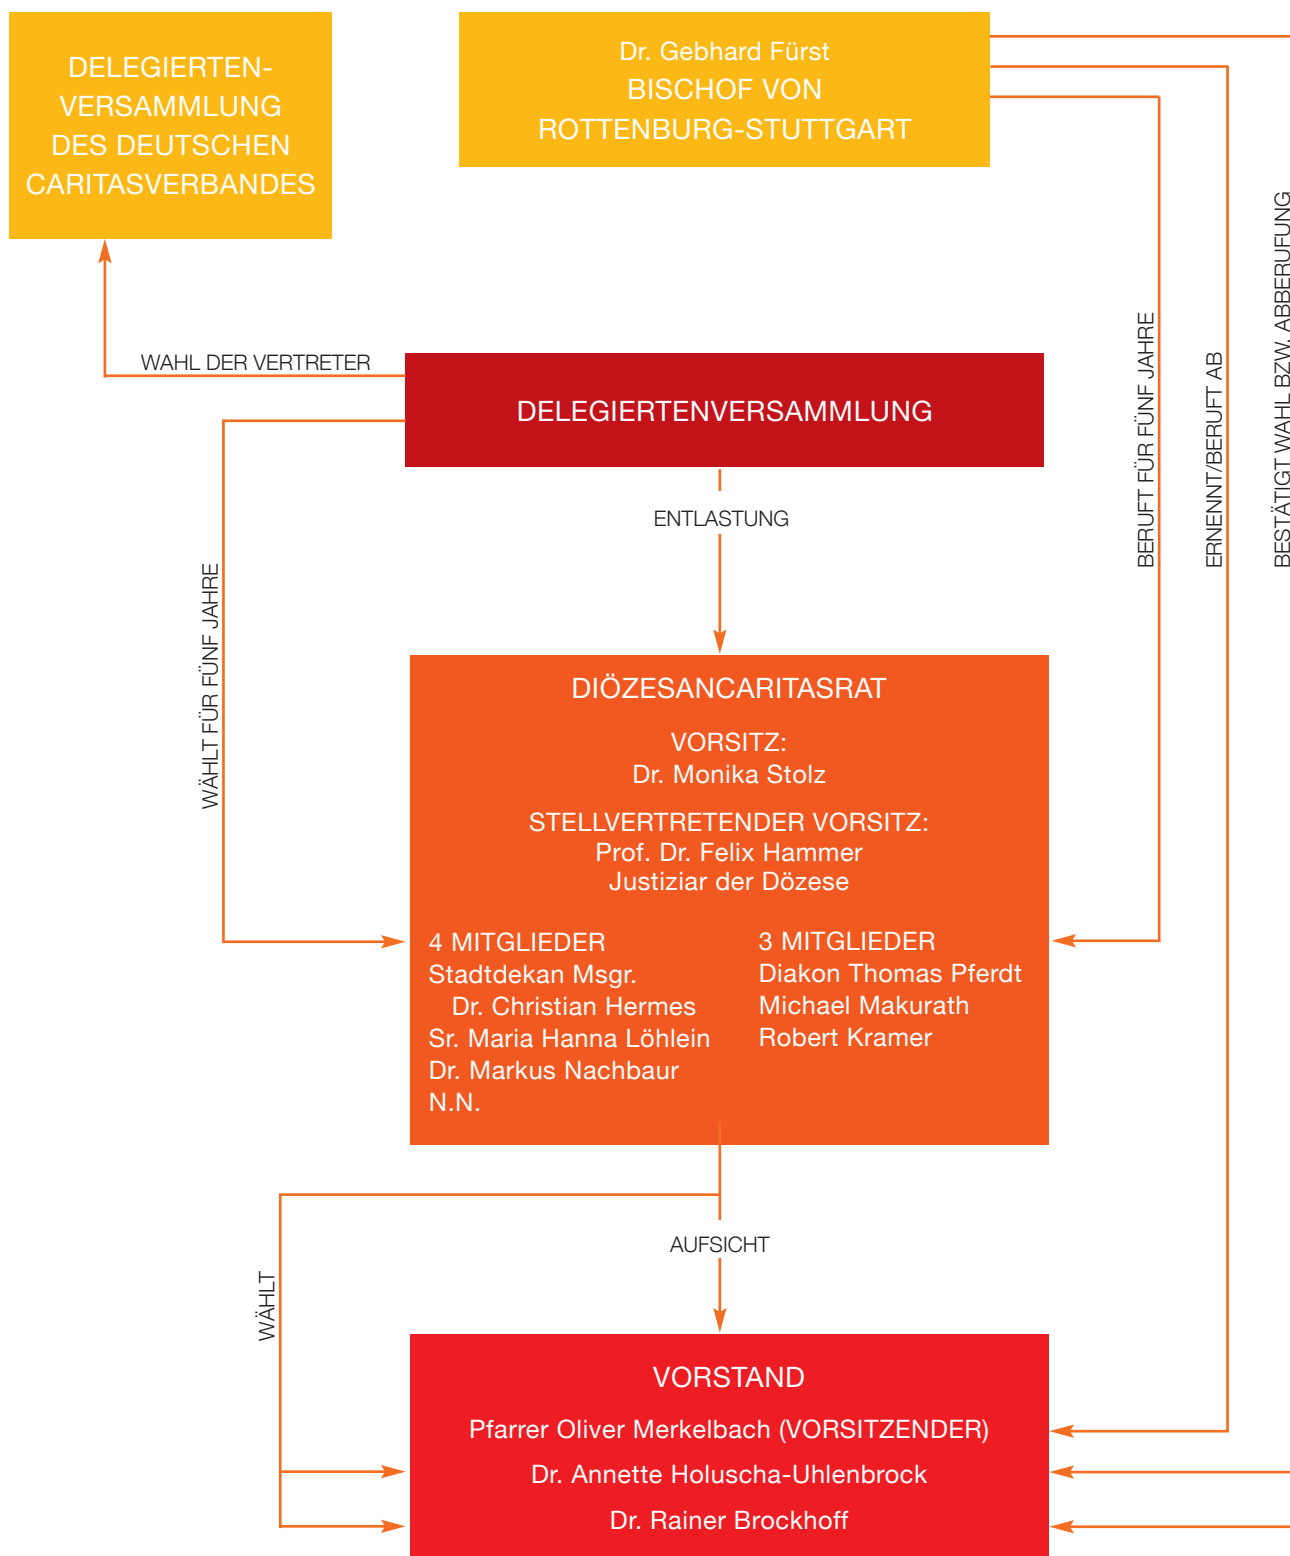 DELEGIERTEN-
VERSAMMLUNG
DES DEUTSCHEN
CARITASVERBANDES
Dr. Gebhard Fürst
BISCHOF VON
ROTTENBURG-STUTTGART
WAHL DER VERTRETER
DELEGIERTENVERSAMMLUNG
BERUFT FÜR FÜNF JAHRE
ERNENNT/BERUFT AB
BESTÄTIGT WAHL BZW. ABBERUFUNG
ENTLASTUNG
WÄHLT FÜR FÜNF JAHRE
DIÖZESANCARITASRAT
VORSITZ:
Dr. Monika Stolz
STELLVERTRETENDER VORSITZ:
Prof. Dr. Felix Hammer
Justiziar der Dözese
4 MITGLIEDER
Stadtdekan Msgr.
Dr. Christian Hermes
Sr. Maria Hanna Löhlein
Dr. Markus Nachbaur
N.N.
3 MITGLIEDER
Diakon Thomas Pferdt
Michael Makurath
Robert Kramer
AUFSICHT
WÄHLT
VORSTAND
Pfarrer Oliver Merkelbach (VORSITZENDER)
Dr. Annette Holuscha-Uhlenbrock
Dr. Rainer Brockhoff